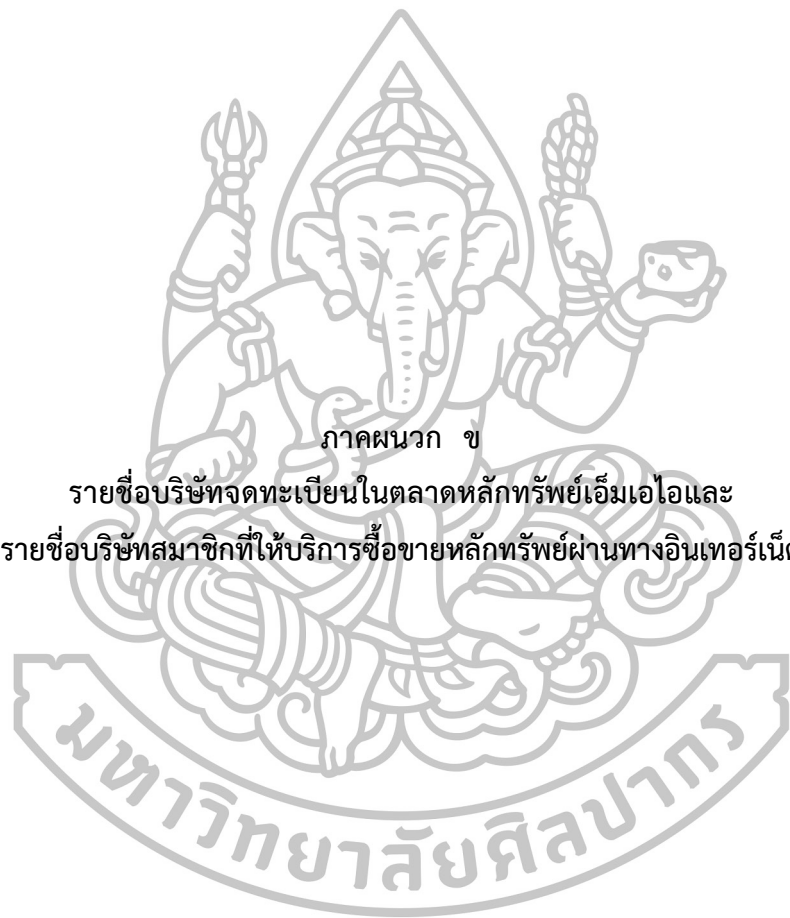 ภาคผนวก ข
รายชื่อบริษัทจดทะเบียนในตลาดหลักทรัพย์เอ็มเอไอและ
รายชื่อบริษัทสมาชิกที่ให้บริการซื้อขายหลักทรัพย์ผ่านทางอินเทอร์เน็ต
มหาวิทยาลัยศิลปากร